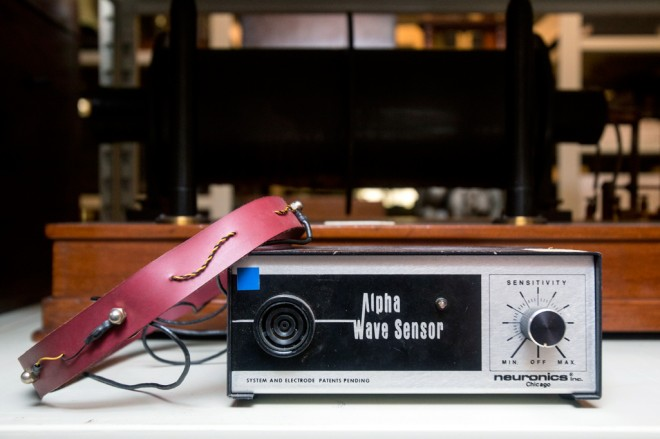 Alpha
Wave Sensor
SENSITIVITY
MIN OFF MAX.
SYSTEM AND ELECTRODE PATENTS PENDING
neuronics inc.
Chicago